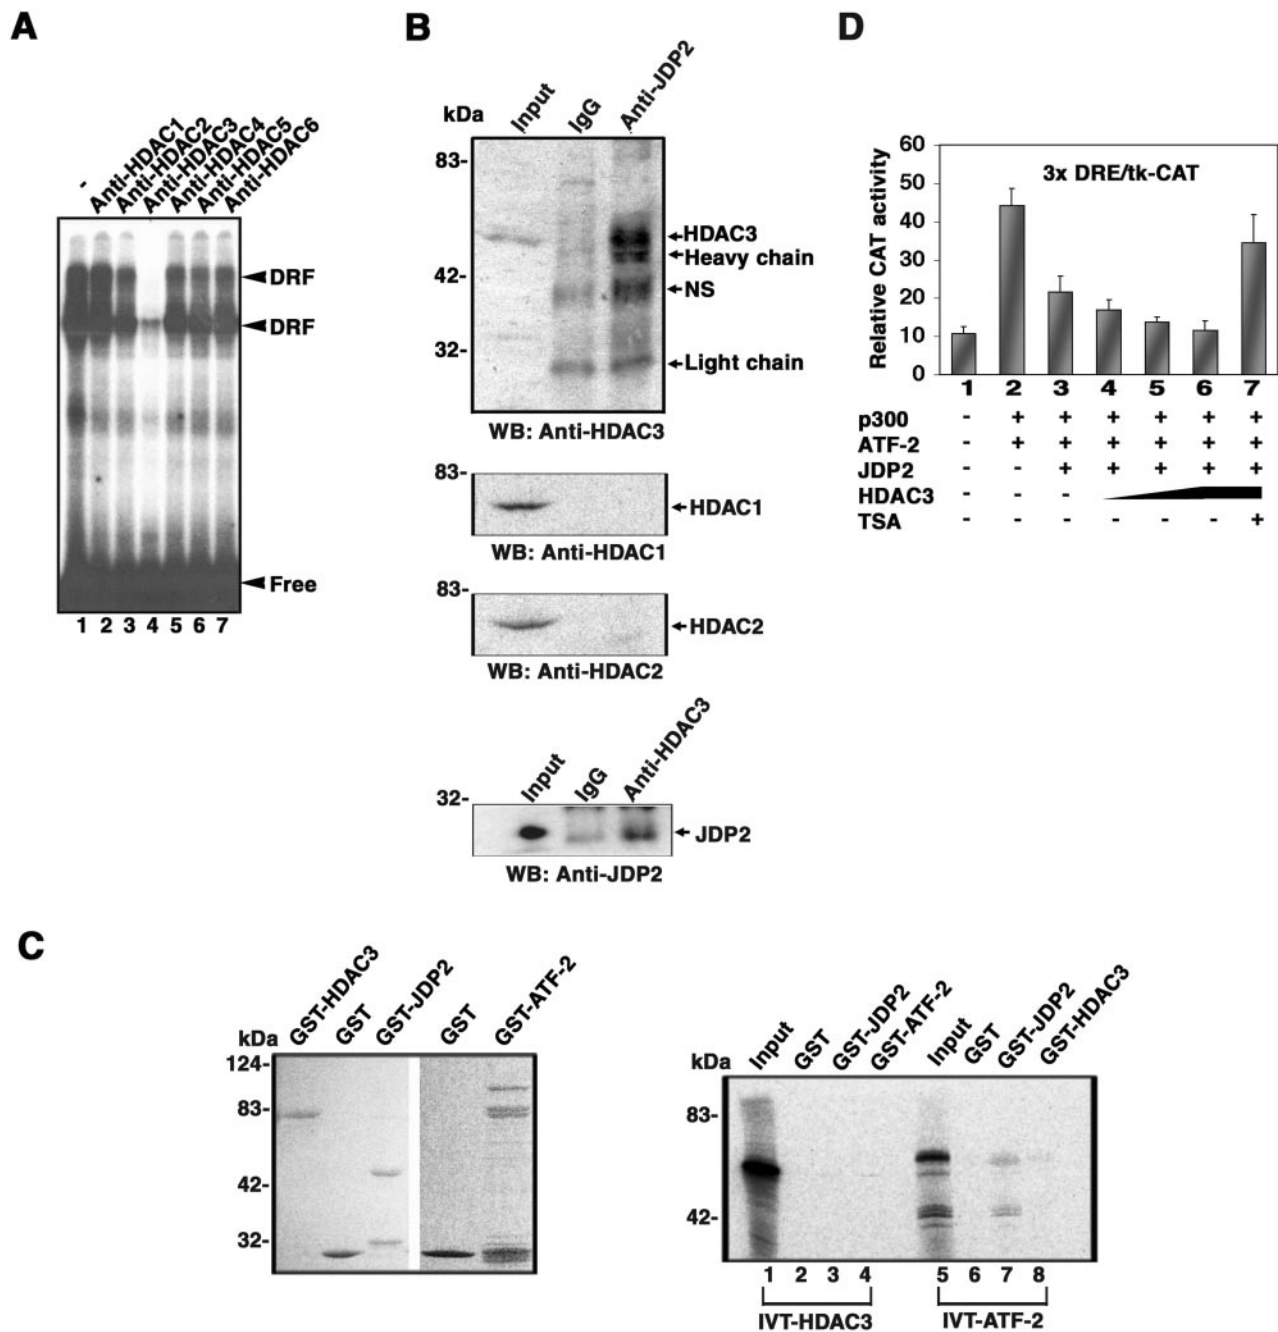 A
-
Anti-HDAC1
Anti-HDAC2
Anti-HDAC3
Anti-HDAC4
Anti-HDAC5
Anti-HDAC6
DRF
DRF
Free
1 2 3 4 5 6 7
B
kDa
Input
IgG
Anti-JDP2
83-
HDAC3
Heavy chain
42-
NS
32-
Light chain
WB: Anti-HDAC3
83-
HDAC1
WB: Anti-HDAC1
83-
HDAC2
WB: Anti-HDAC2
Input
IgG
Anti-HDAC3
32-
JDP2
WB: Anti-JDP2
D
3x DRE/tk-CAT
Relative CAT activity
60
50
40
30
20
10
0
1 2 3 4 5 6 7
p300 - + + + + + +
ATF-2 - + + + + + +
JDP2 - - + + + + +
HDAC3 - - -
TSA - - - - - - +
C
kDa
GST-HDAC3
GST
GST-JDP2
GST
GST-ATF-2
124-
83-
42-
32-
kDa
Input
GST
GST-JDP2
GST-ATF-2
Input
GST
GST-JDP2
GST-HDAC3
83-
42-
1 2 3 4 5 6 7 8
IVT-HDAC3 IVT-ATF-2